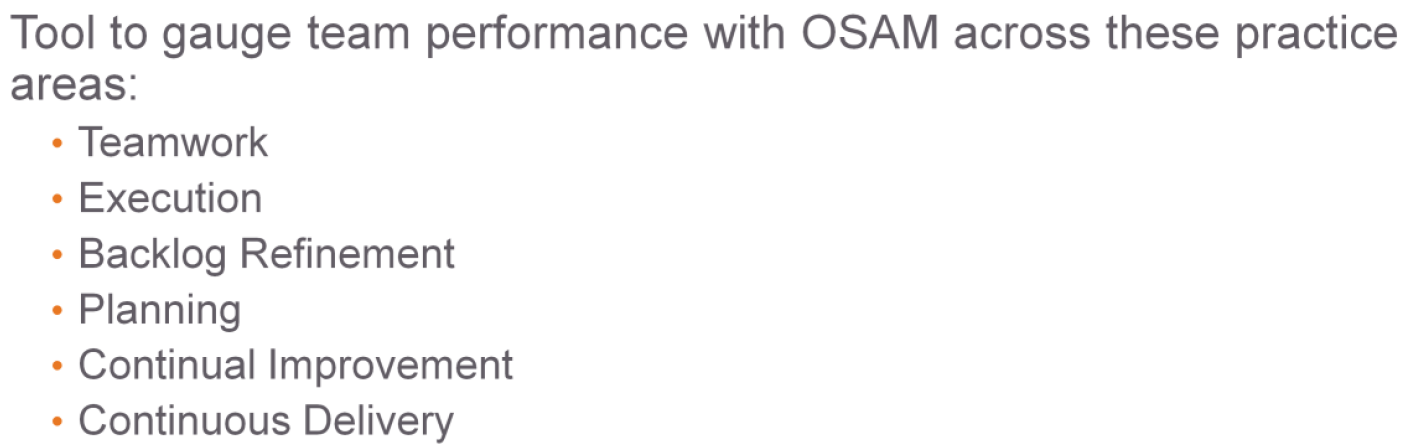 Tool to gauge team performance with OSAM across these practice
areas:
• Teamwork
• Execution
• Backlog Refinement
• Planning
• Continual Improvement
• Continuous Delivery